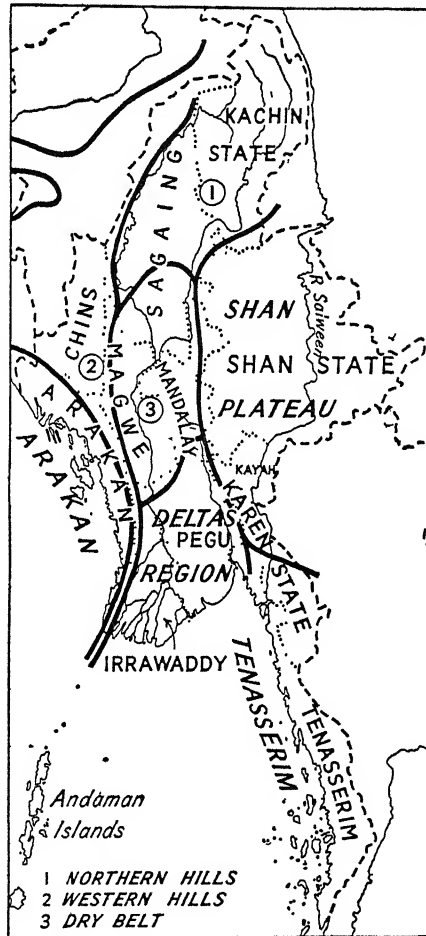 KACHIN
STATE
1
SAGAING
SHAN
R Salween
CHINS
SHAN STATE
2
MAGWE
MANDALAY
3
PLATEAU
ARAKAN
ARAKAN
KAYAH
KAREN STATE
DELTAS
PEGU
REGION
IRRAWADDY
TENASSERIM
TENASSERIM
Andaman
Islands
1 NORTHERN HILLS
2 WESTERN HILLS
3 DRY BELT